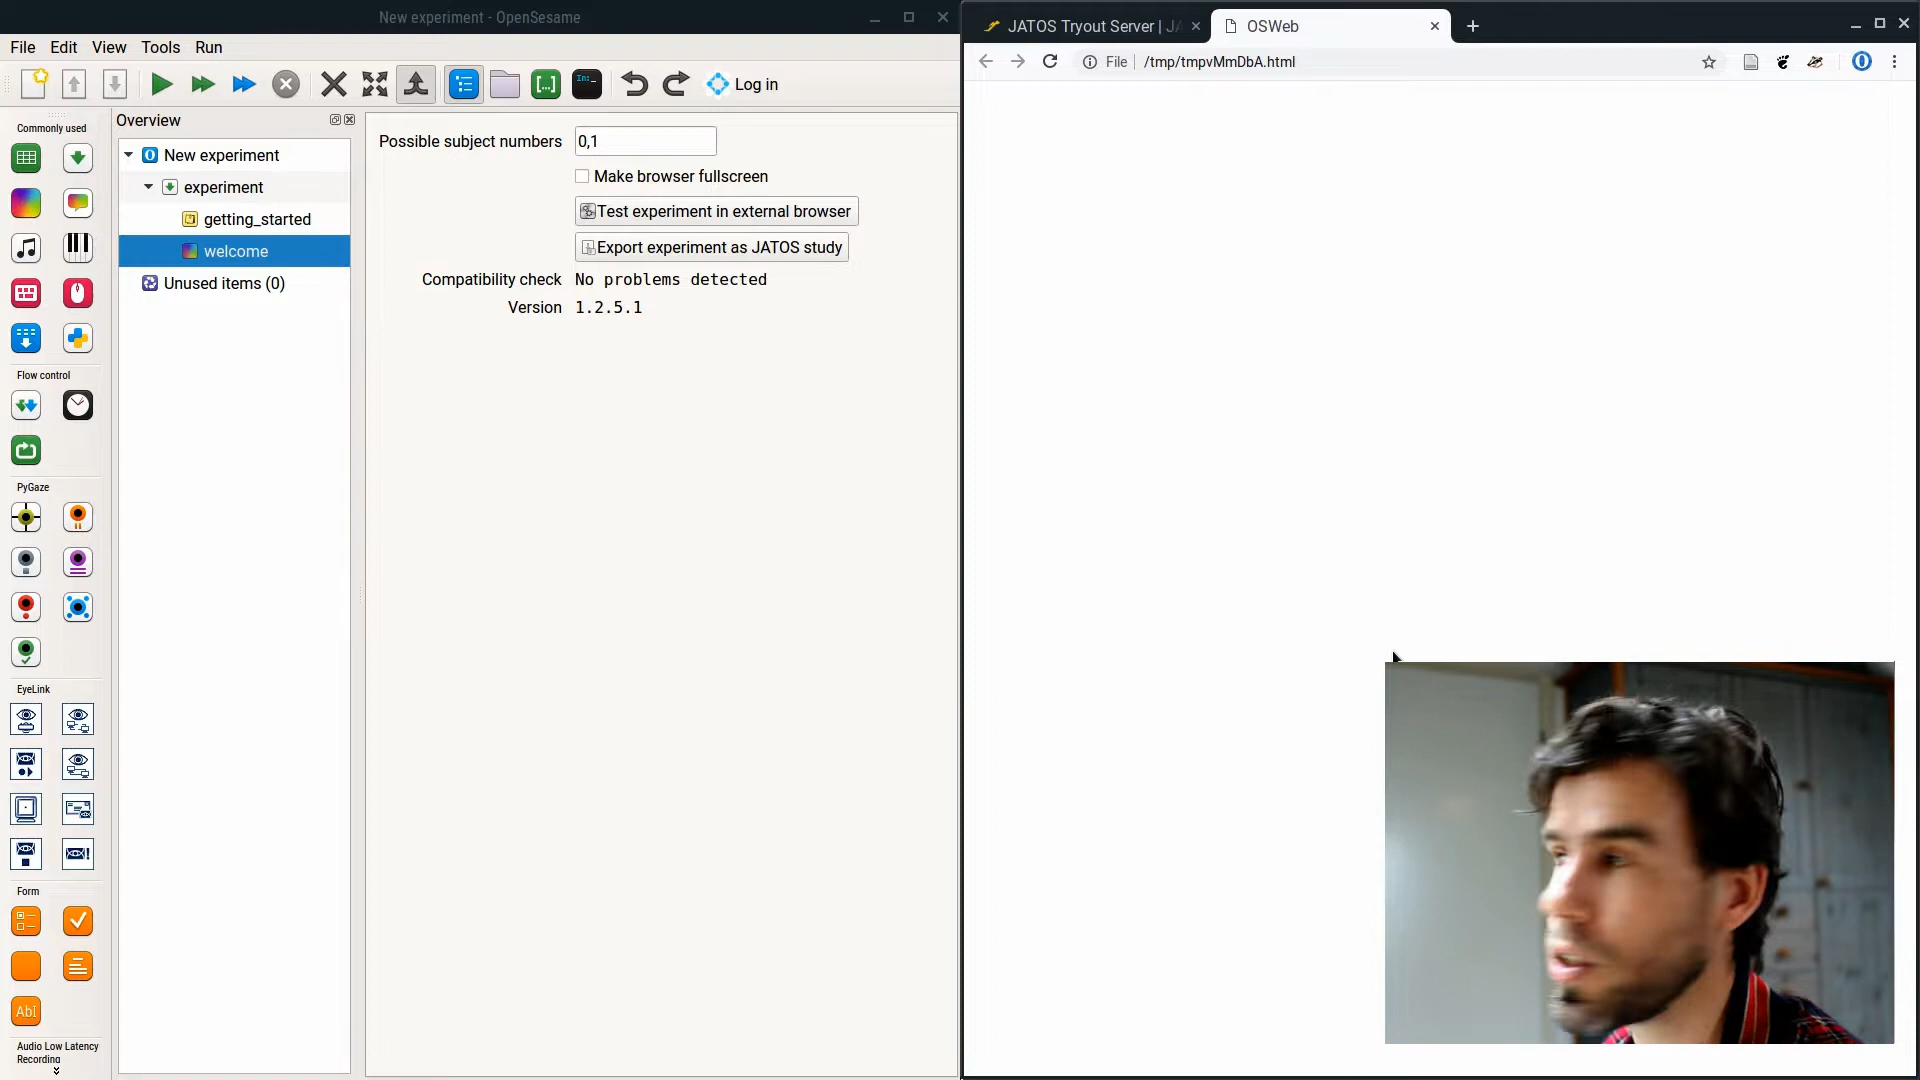 New experiment - OpenSesame
File Edit View Tools Run
Log in
Commonly used
Flow control
PyGaze
EyeLink
Form
AbI
Audio Low Latency
Recording
Overview
New experiment
experiment
getting_started
welcome
Unused items (0)
Possible subject numbers 0,1
Make browser fullscreen
Test experiment in external browser
Export experiment as JATOS study
Compatibility check No problems detected
Version 1.2.5.1
JATOS Tryout Server | JA
OSWeb
File /tmp/tmpvMmDbA.html